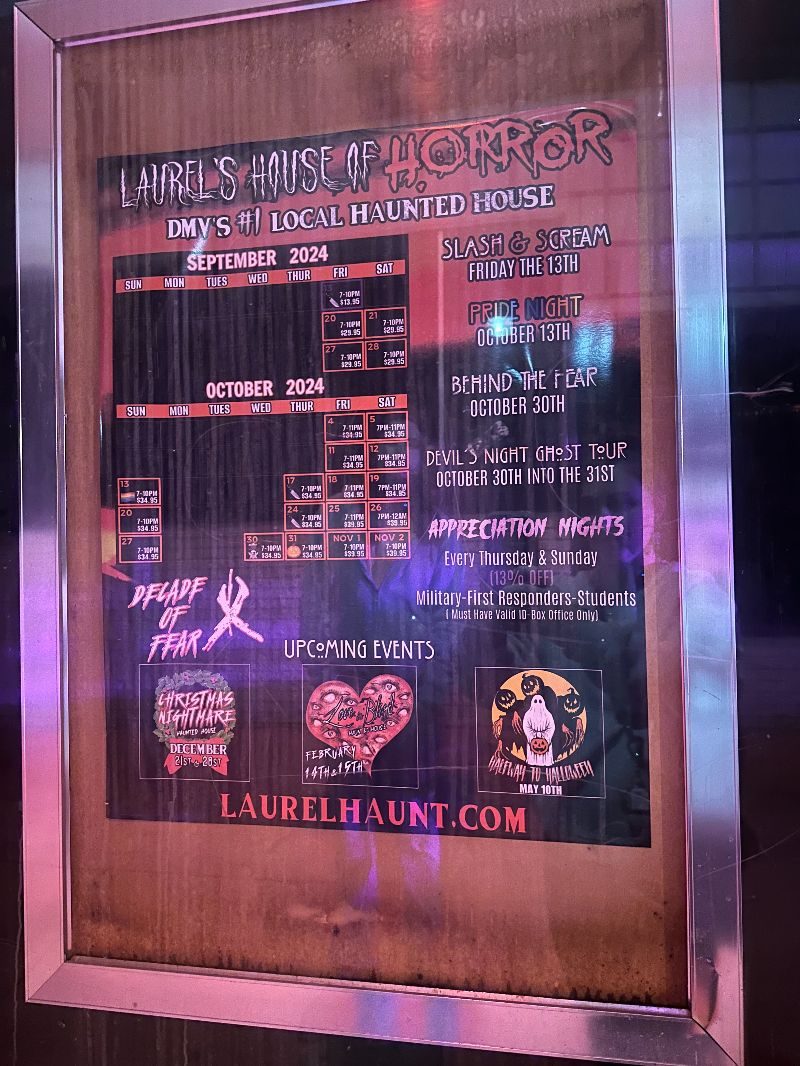 LAUREL'S HOUSE OF HORROR
DMV'S #1 LOCAL HAUNTED HOUSE
SEPTEMBER 2024
SUN MON TUES WED THUR FRI SAT
13 7-10PM $13.95
20 7-10PM $29.95 21 7-10PM $29.95
27 7-10PM $29.95 28 7-10PM $29.95
OCTOBER 2024
SUN MON TUES WED THUR FRI SAT
4 7-11PM $34.95 5 7PM-11PM $34.95
11 7-11PM $34.95 12 7PM-11PM $34.95
13 7-10PM $34.95 17 7-10PM $34.95 18 7-11PM $34.95 19 7PM-11PM $34.95
20 7-10PM $34.95 24 7-10PM $34.95 25 7-11PM $39.95 26 7PM-12AM $39.95
27 7-10PM $34.95 30 7-10PM $34.95 31 7-10PM $34.95 NOV 1 7-10PM $39.95 NOV 2 7-10PM $39.95
SLASH & SCREAM
FRIDAY THE 13TH
PRIDE NIGHT
OCTOBER 13TH
BEHIND THE FEAR
OCTOBER 30TH
DEVIL'S NIGHT GHOST TOUR
OCTOBER 30TH INTO THE 31ST
APPRECIATION NIGHTS
Every Thursday & Sunday
(13% OFF)
Military-First Responders-Students
( Must Have Valid ID-Box Office Only)
DECADE
OF
FEAR
X
UPCOMING EVENTS
CHRISTMAS
NIGHTMARE
HAUNTED HOUSE
DECEMBER
21ST & 28ST
Love is Blind
FEBRUARY
14TH & 15TH
HALFWAY TO HALLOWEEN
MAY 10TH
LAURELHAUNT.COM